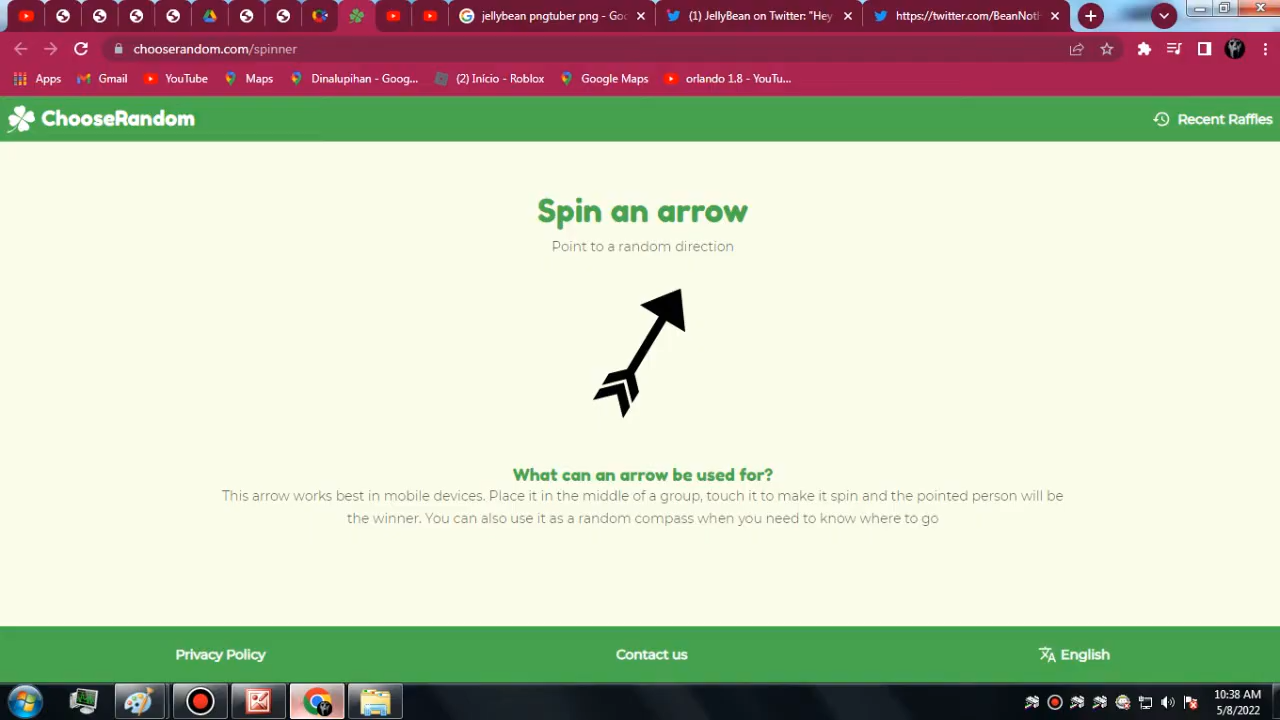 jellybean pngtuber png - Goo
(1) JellyBean on Twitter: "Hey
https://twitter.com/BeanNotH
chooserandom.com/spinner
Apps
Gmail
YouTube
Maps
Dinalupihan - Goog...
(2) Início - Roblox
Google Maps
orlando 1.8 - YouTu...
ChooseRandom
Recent Raffles
Spin an arrow
Point to a random direction
What can an arrow be used for?
This arrow works best in mobile devices. Place it in the middle of a group, touch it to make it spin and the pointed person will be
the winner. You can also use it as a random compass when you need to know where to go
Privacy Policy
Contact us
English
10:38 AM
5/8/2022